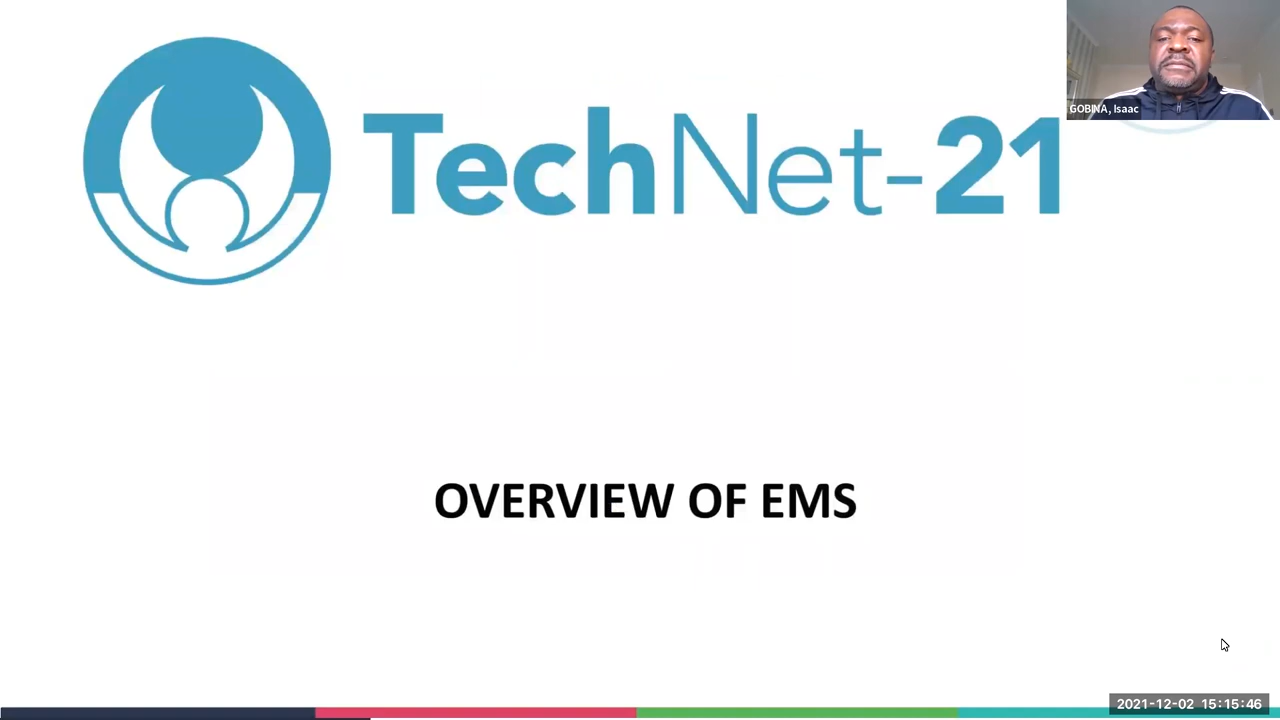 TechNet-21
GOBINA, Isaac
OVERVIEW OF EMS
2021-12-02 15:15:46